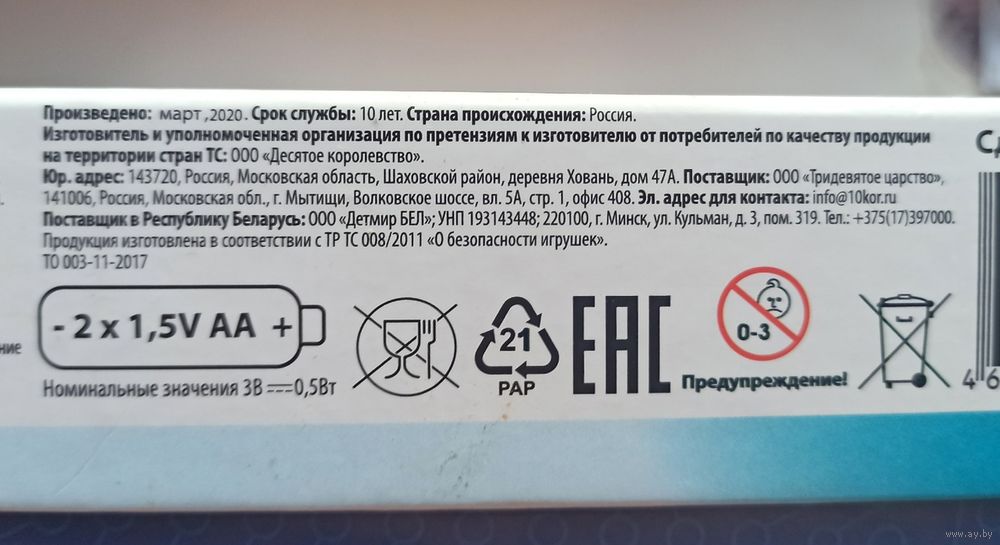 Произведено: март,2020. Срок службы: 10 лет. Страна происхождения: Россия.
Изготовитель и уполномоченная организация по претензиям к изготовителю от потребителей по качеству продукции
на территории стран ТС: ООО «Десятое королевство».
Юр. адрес: 143720, Россия, Московская область, Шаховской район, деревня Ховань, дом 47А. Поставщик: ООО «Тридевятое царство»,
141006, Россия, Московская обл., г. Мытищи, Волковское шоссе, вл. 5А, стр. 1, офис 408. Эл. адрес для контакта: info@10kor.ru
Поставщик в Республику Беларусь: ООО «Детмир БЕЛ»; УНП 193143448; 220100, г. Минск, ул. Кульман, д. 3, пом. 319. Тел.: +375(17)397000.
Продукция изготовлена в соответствии с ТР ТС 008/2011 «О безопасности игрушек».
ТО 003-11-2017
- 2 x 1,5V AA +
21
PAP
EAC
0-3
Номинальные значения 3В 0,5Вт
Предупреждение!
ние
4 6
www.ay.by